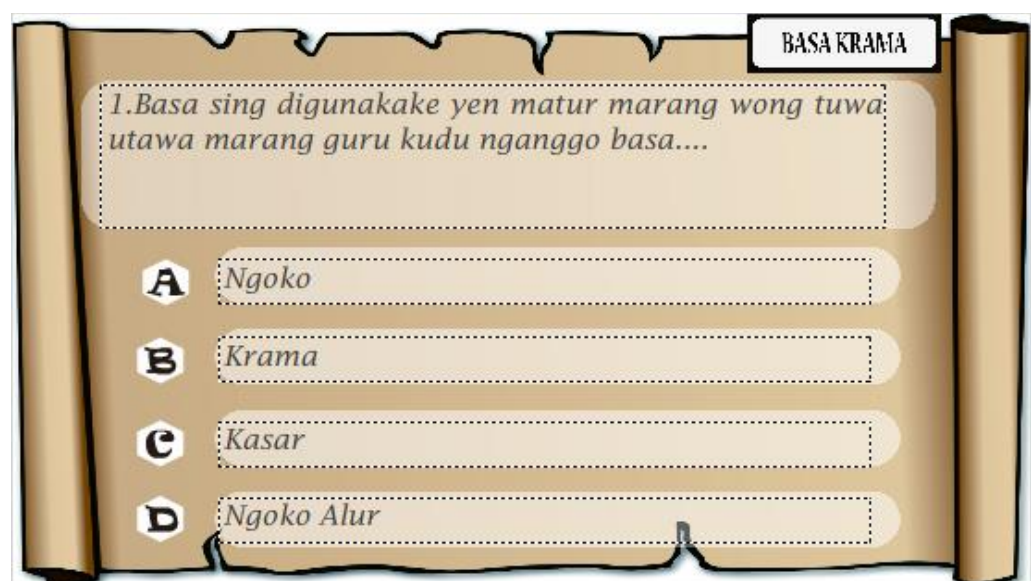 BASA KRAMA
1.Basa sing digunakake yen matur marang wong tuwa
utawa marang guru kudu nganggo basa....
A Ngoko
B Krama
C Kasar
D Ngoko Alur